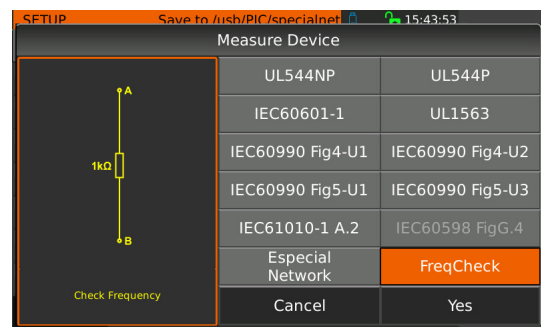 SETUP Save to /usb/PIC/specialnet 15:43:53
Measure Device
A
1kΩ
B
Check Frequency
UL544NP UL544P
IEC60601-1 UL1563
IEC60990 Fig4-U1 IEC60990 Fig4-U2
IEC60990 Fig5-U1 IEC60990 Fig5-U3
IEC61010-1 A.2 IEC60598 FigG.4
Especial
Network
FreqCheck
Cancel Yes